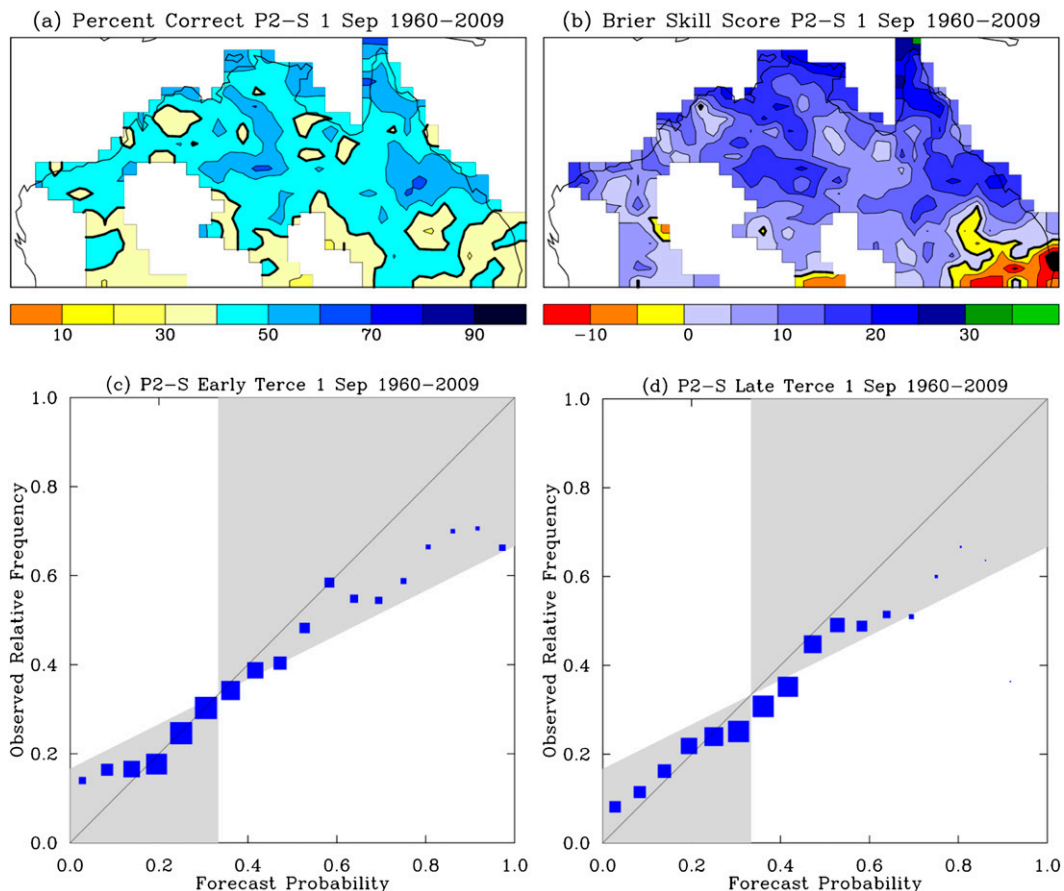 (a) Percent Correct P2-S 1 Sep 1960-2009
(b) Brier Skill Score P2-S 1 Sep 1960-2009
10 30 50 70 90
-10 0 10 20 30
(c) P2-S Early Terce 1 Sep 1960-2009
(d) P2-S Late Terce 1 Sep 1960-2009
Observed Relative Frequency
1.0
0.8
0.6
0.4
0.2
0.0
0.0 0.2 0.4 0.6 0.8 1.0
Forecast Probability
Observed Relative Frequency
1.0
0.8
0.6
0.4
0.2
0.0
0.0 0.2 0.4 0.6 0.8 1.0
Forecast Probability